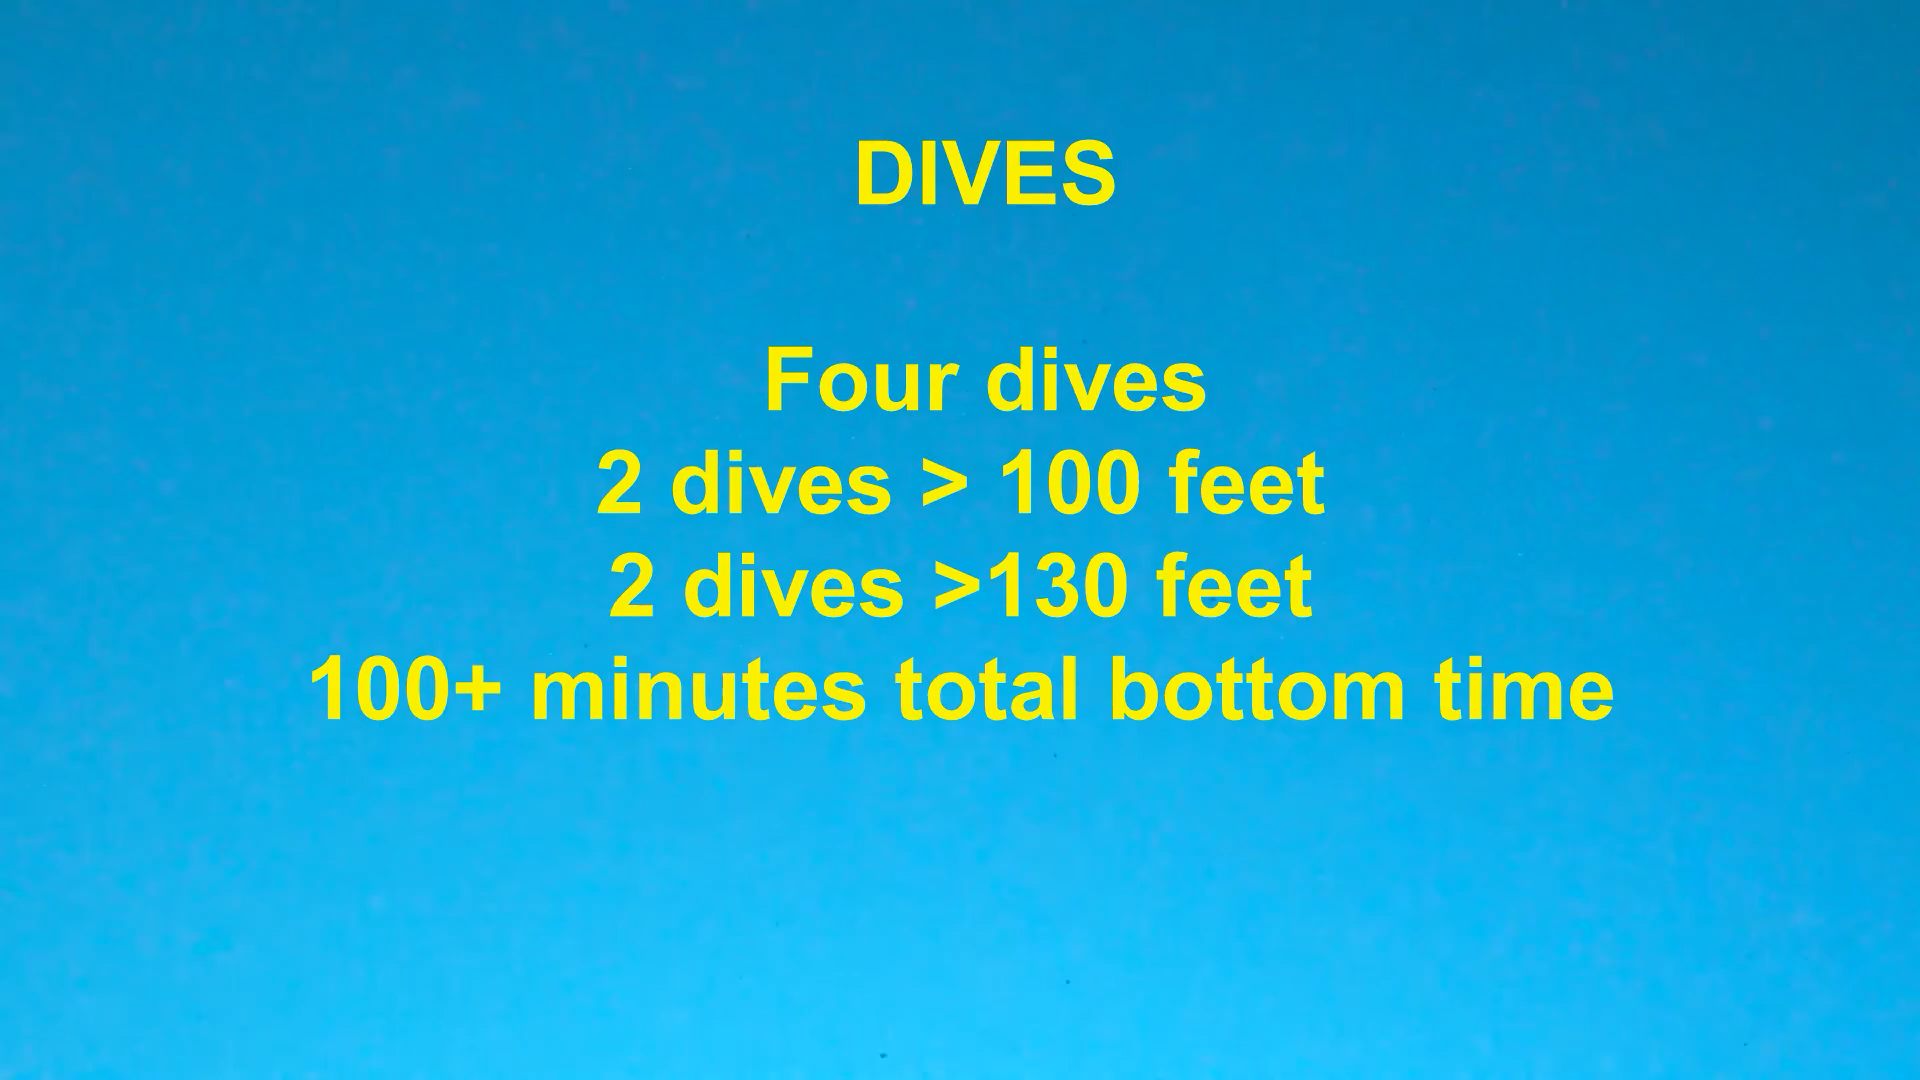 DIVES
Four dives
2 dives > 100 feet
2 dives >130 feet
100+ minutes total bottom time